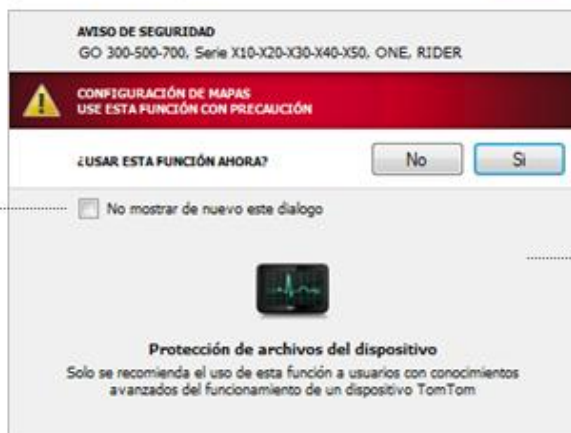 AVISO DE SEGURIDAD
GO 300-500-700, Serie X10-X20-X30-X40-X50, ONE, RIDER
CONFIGURACIÓN DE MAPAS
USE ESTA FUNCIÓN CON PRECAUCIÓN
¿USAR ESTA FUNCIÓN AHORA?
No
Si
No mostrar de nuevo este dialogo
Protección de archivos del dispositivo
Solo se recomienda el uso de esta función a usuarios con conocimientos
avanzados del funcionamiento de un dispositivo TomTom